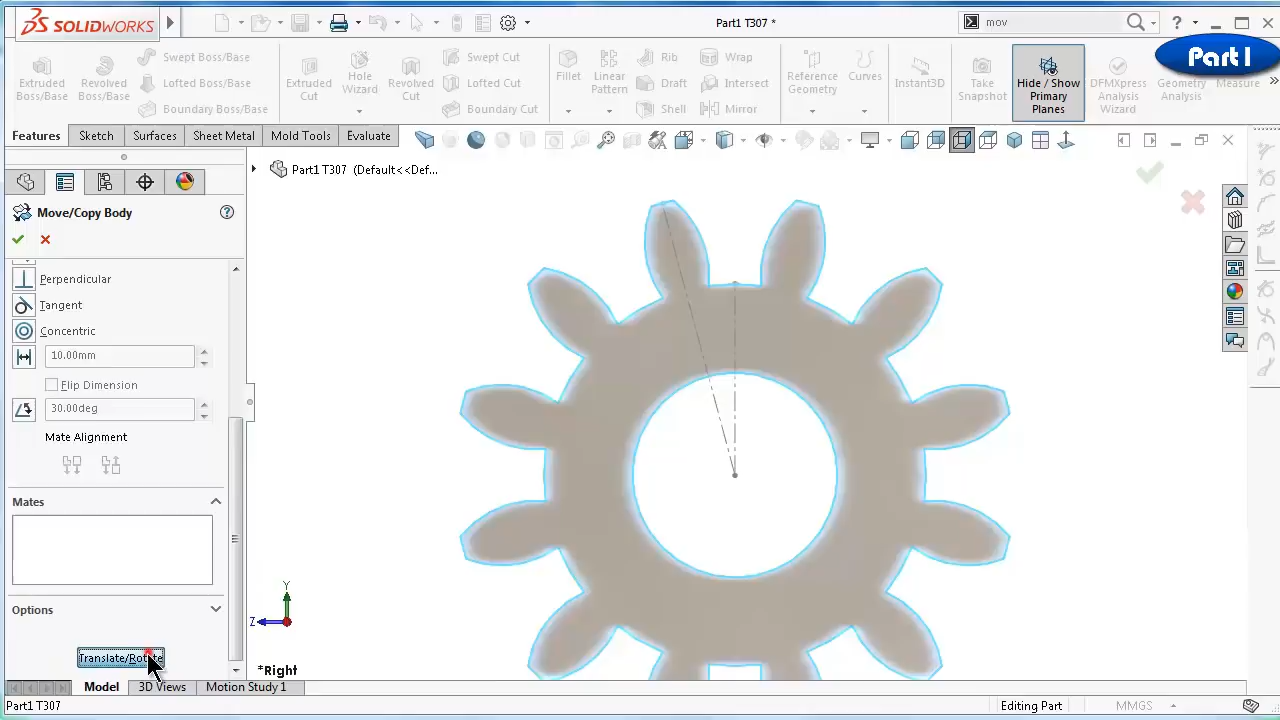 SOLIDWORKS
Part1 T307 *
mov
Part 1
Extruded Boss/Base
Revolved Boss/Base
Swept Boss/Base
Lofted Boss/Base
Boundary Boss/Base
Extruded Cut
Hole Wizard
Revolved Cut
Swept Cut
Lofted Cut
Boundary Cut
Fillet
Linear Pattern
Rib
Draft
Shell
Wrap
Intersect
Mirror
Reference Geometry
Curves
Instant3D
Take Snapshot
Hide / Show Primary Planes
DFMXpress Analysis Wizard
Geometry Analysis
Measure
Features
Sketch
Surfaces
Sheet Metal
Mold Tools
Evaluate
Part1 T307 (Default<<Def...
Move/Copy Body
Perpendicular
Tangent
Concentric
10.00mm
Flip Dimension
30.00deg
Mate Alignment
Mates
Options
Translate/Rotate
Y
Z
*Right
Model
3D Views
Motion Study 1
Part1 T307
Editing Part
MMGS